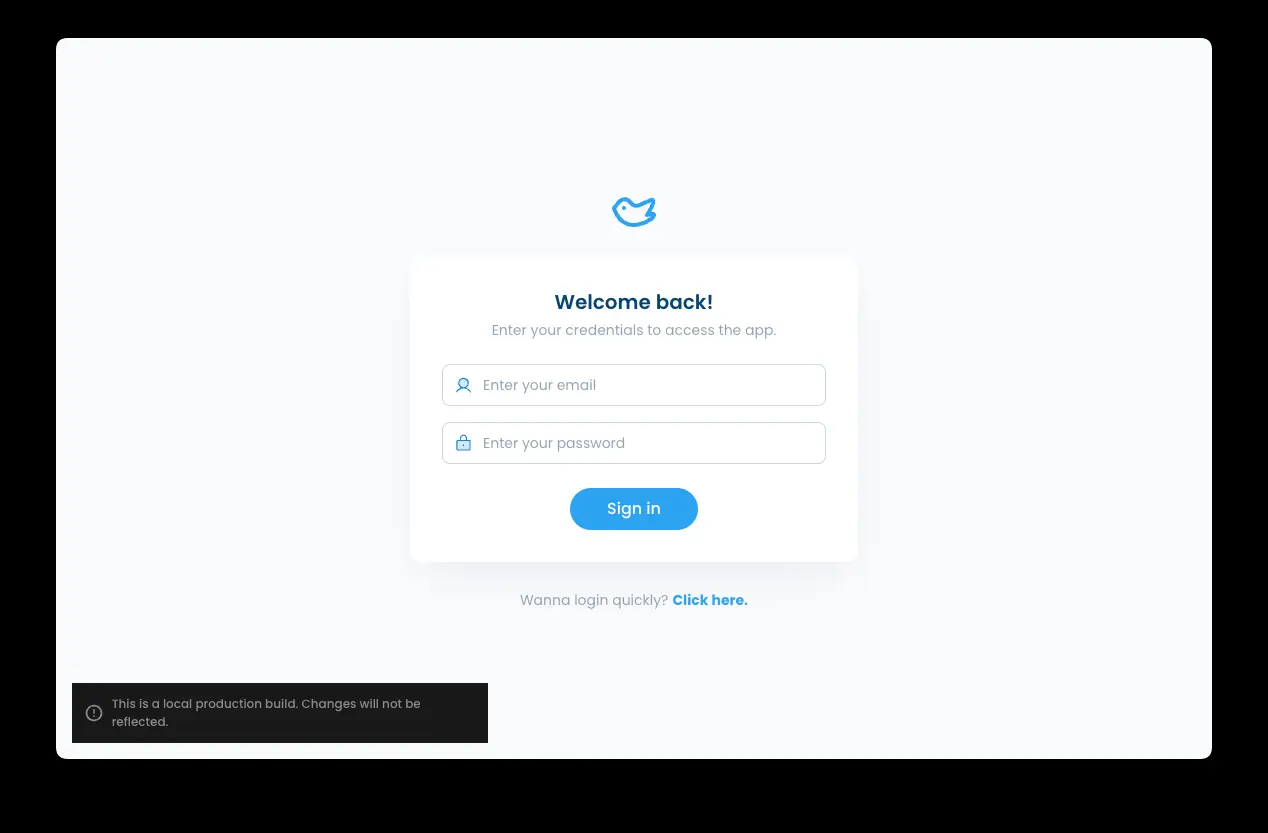 Welcome back!
Enter your credentials to access the app.
Enter your email
Enter your password
Sign in
Wanna login quickly? Click here.
This is a local production build. Changes will not be
reflected.